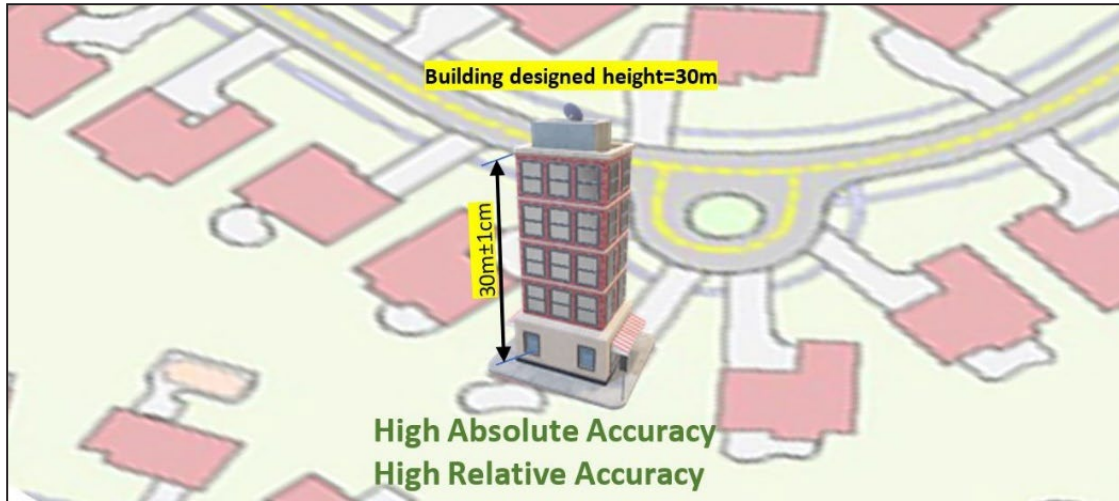 Building designed height=30m
30m±1cm
High Absolute Accuracy
High Relative Accuracy